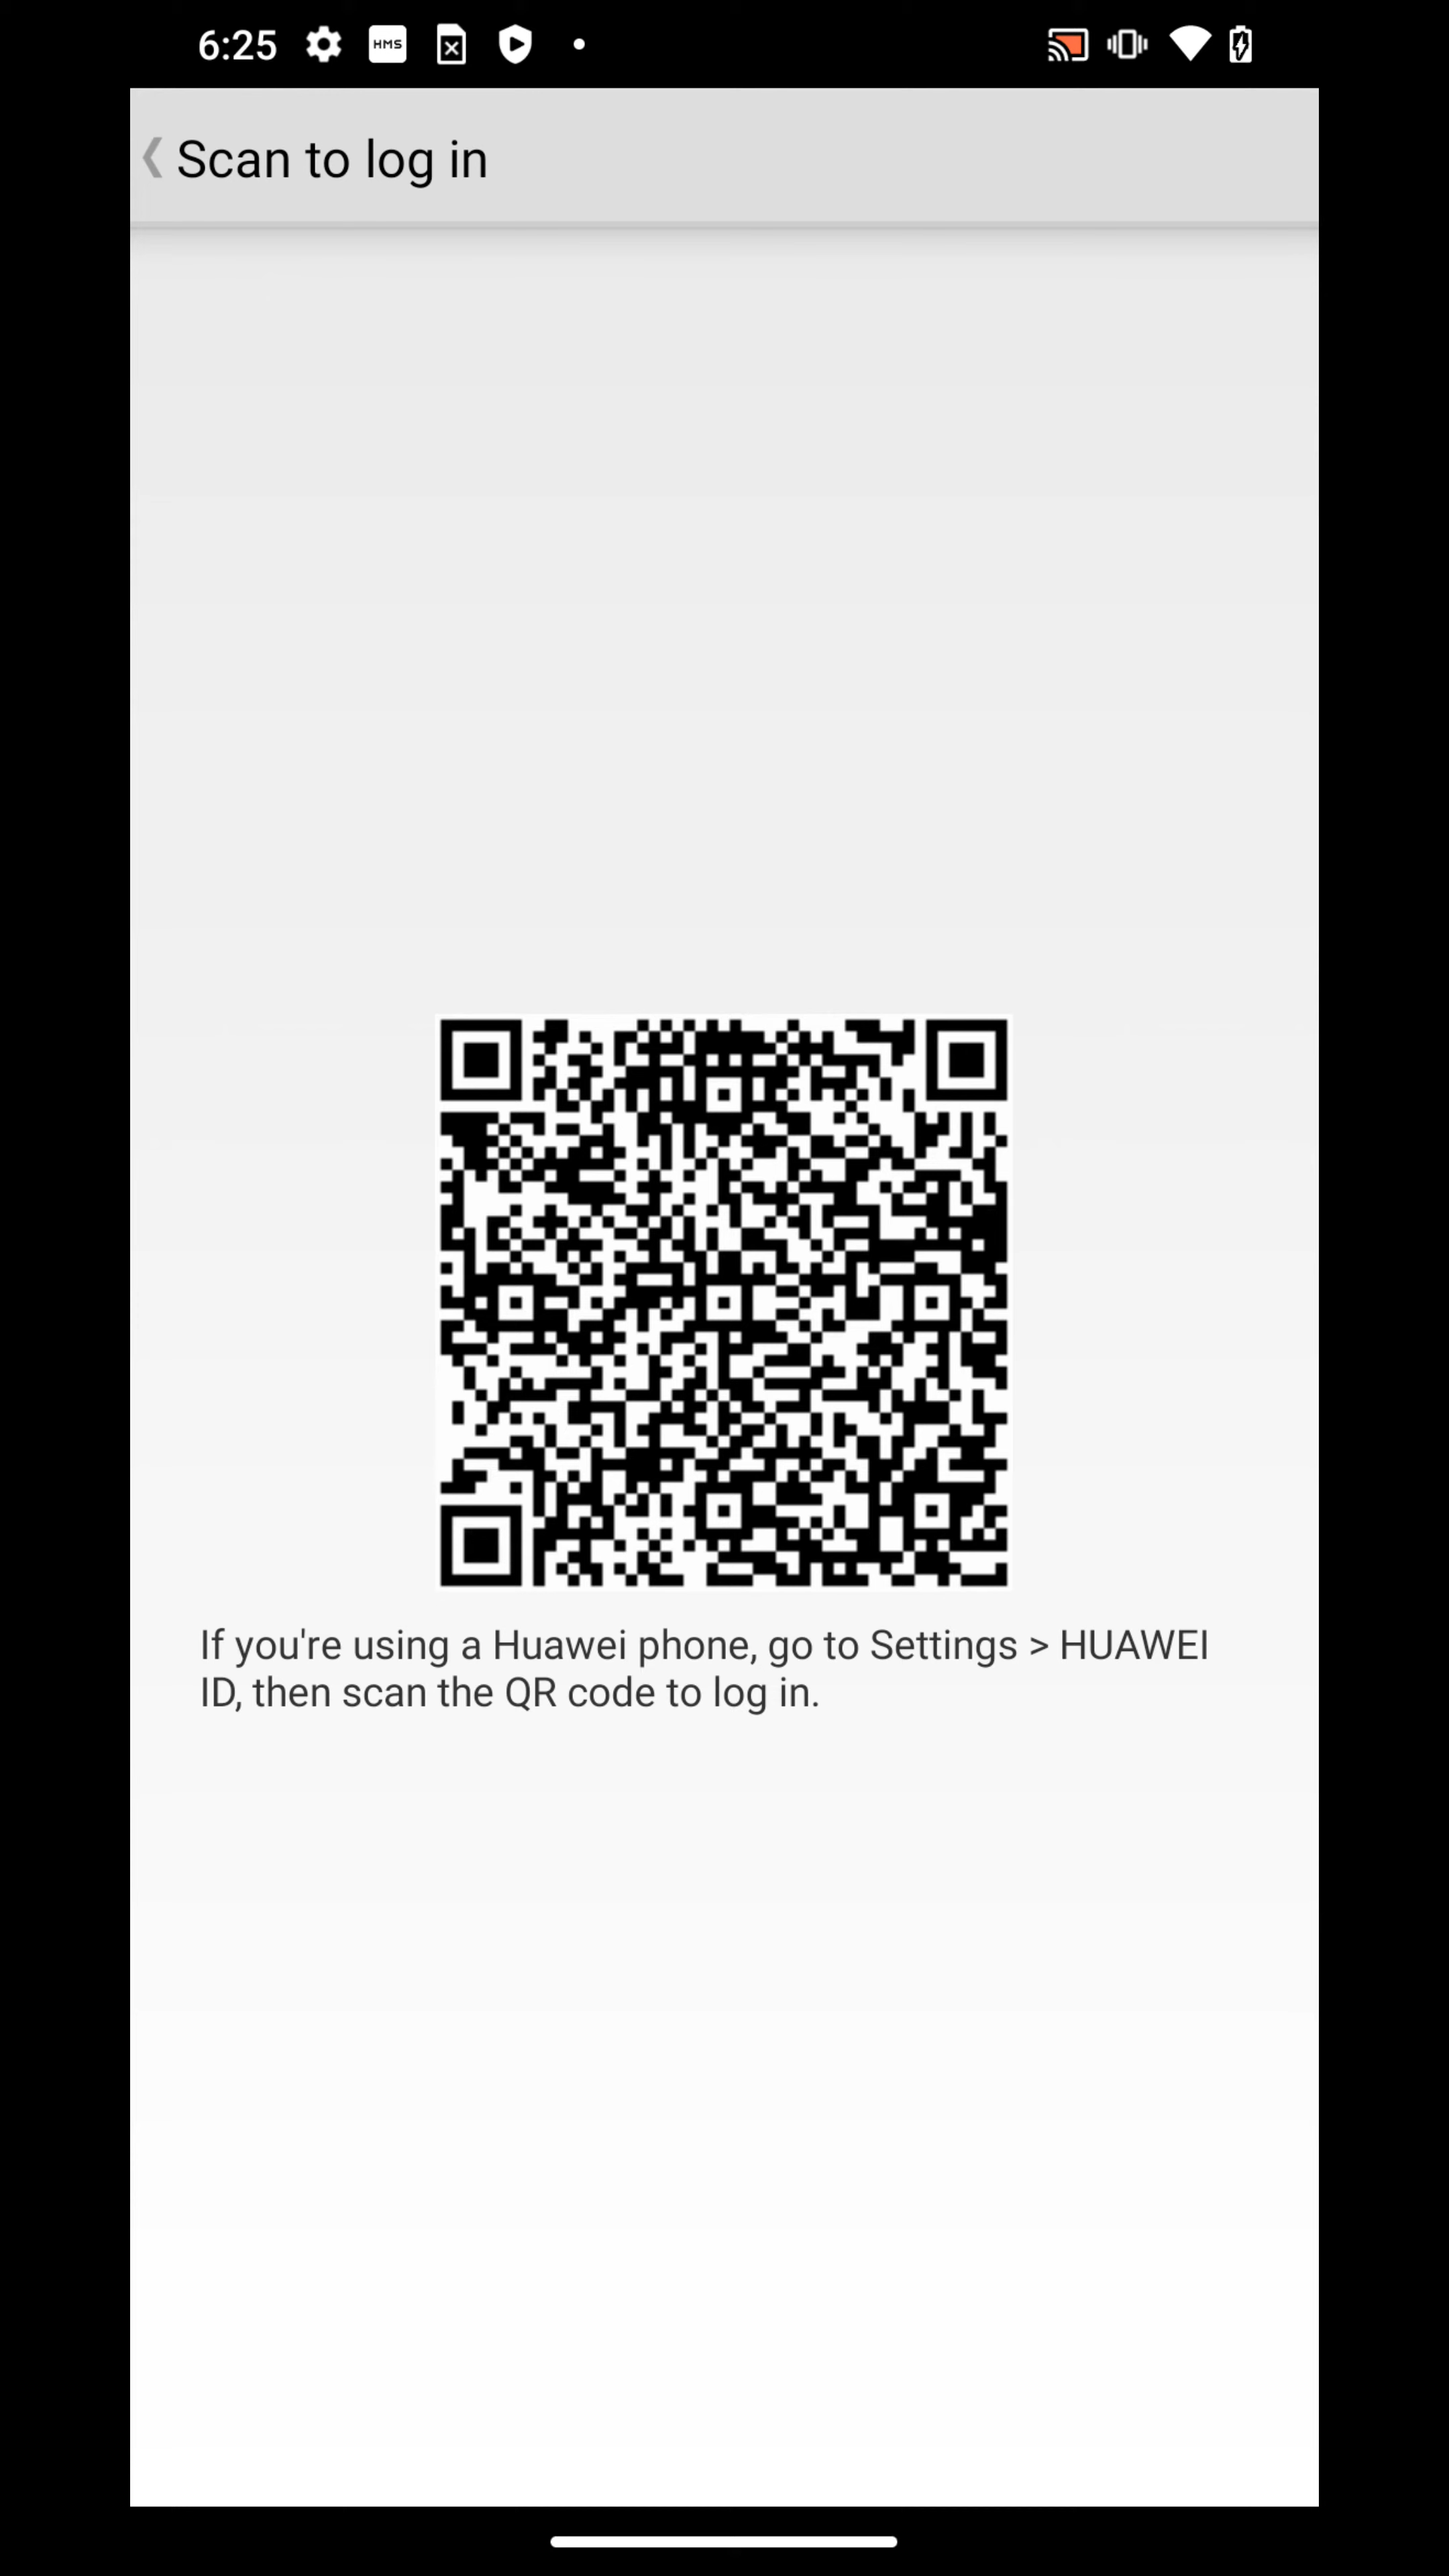 6:25
HMS
Scan to log in
If you're using a Huawei phone, go to Settings > HUAWEI
ID, then scan the QR code to log in.